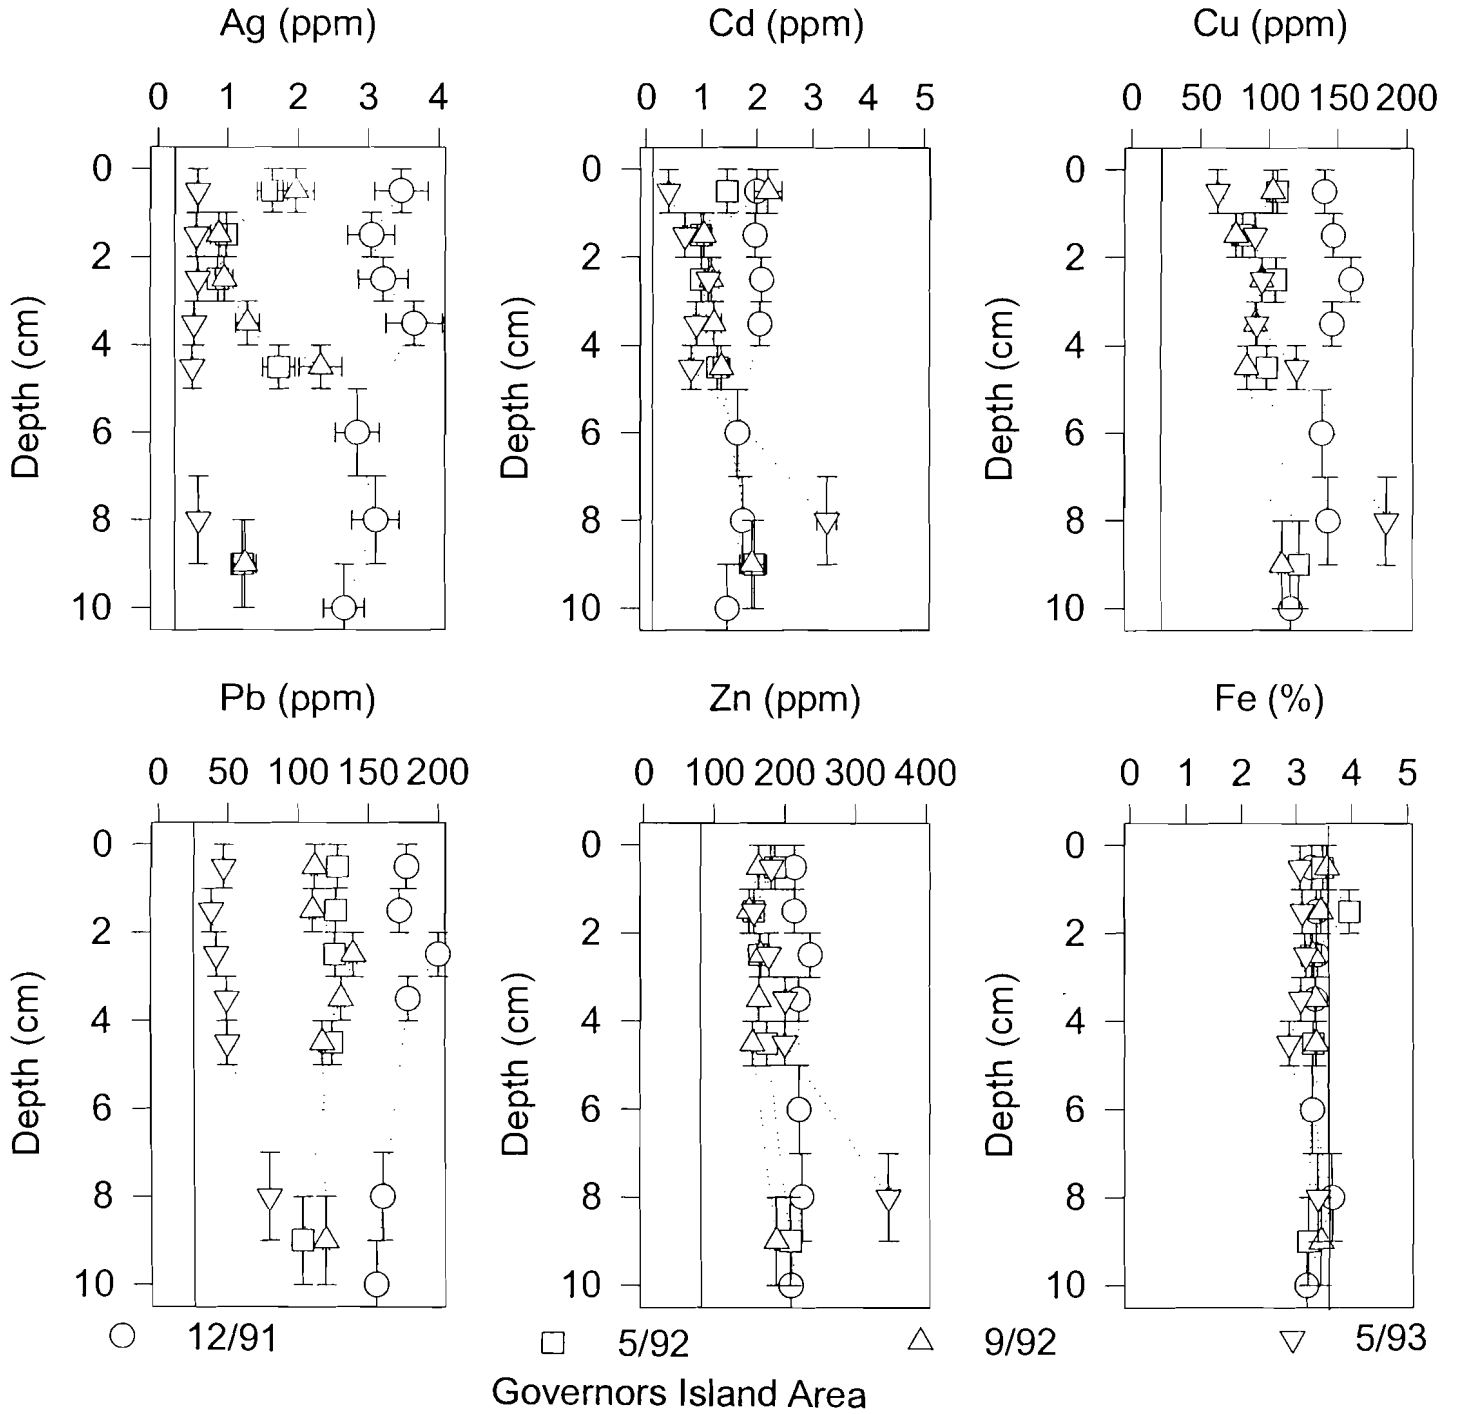 Ag (ppm) Cd (ppm) Cu (ppm)
0 1 2 3 4 0 1 2 3 4 5 0 50 100 150 200
0 0 0
2 2 2
4 4 4
Depth (cm) Depth (cm) Depth (cm)
6 6 6
8 8 8
10 10 10
Pb (ppm) Zn (ppm) Fe (%)
0 50 100 150 200 0 100 200 300 400 0 1 2 3 4 5
0 0 0
2 2 2
4 4 4
Depth (cm) Depth (cm) Depth (cm)
6 6 6
8 8 8
10 10 10
12/91 5/92 9/92 5/93
Governors Island Area